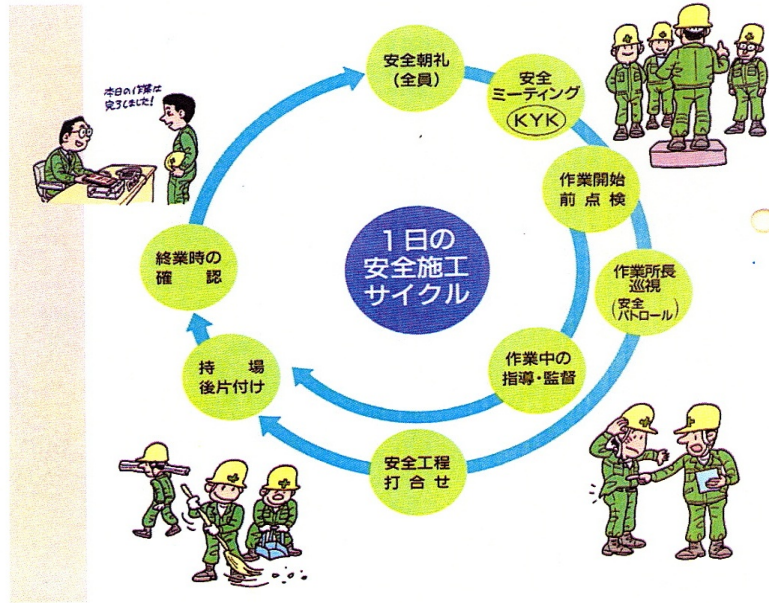 安全朝礼
(全員)
安全
ミーティング
KYK
作業開始
前点検
作業所長
巡視
(安全
パトロール)
作業中の
指導・監督
安全工程
打合せ
持場
後片付け
終業時の
確認
1日の
安全施工
サイクル
本日の作業は
完了しました!